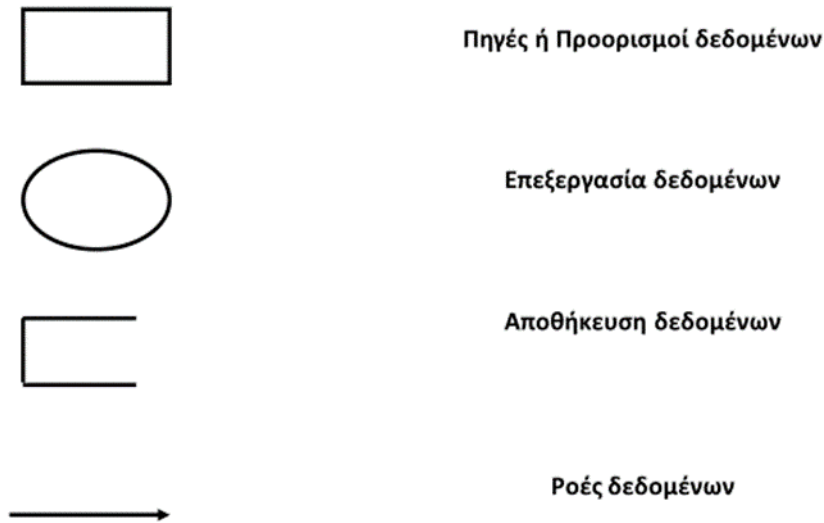 Πηγές ή Προορισμοί δεδομένων
Επεξεργασία δεδομένων
Αποθήκευση δεδομένων
Ροές δεδομένων